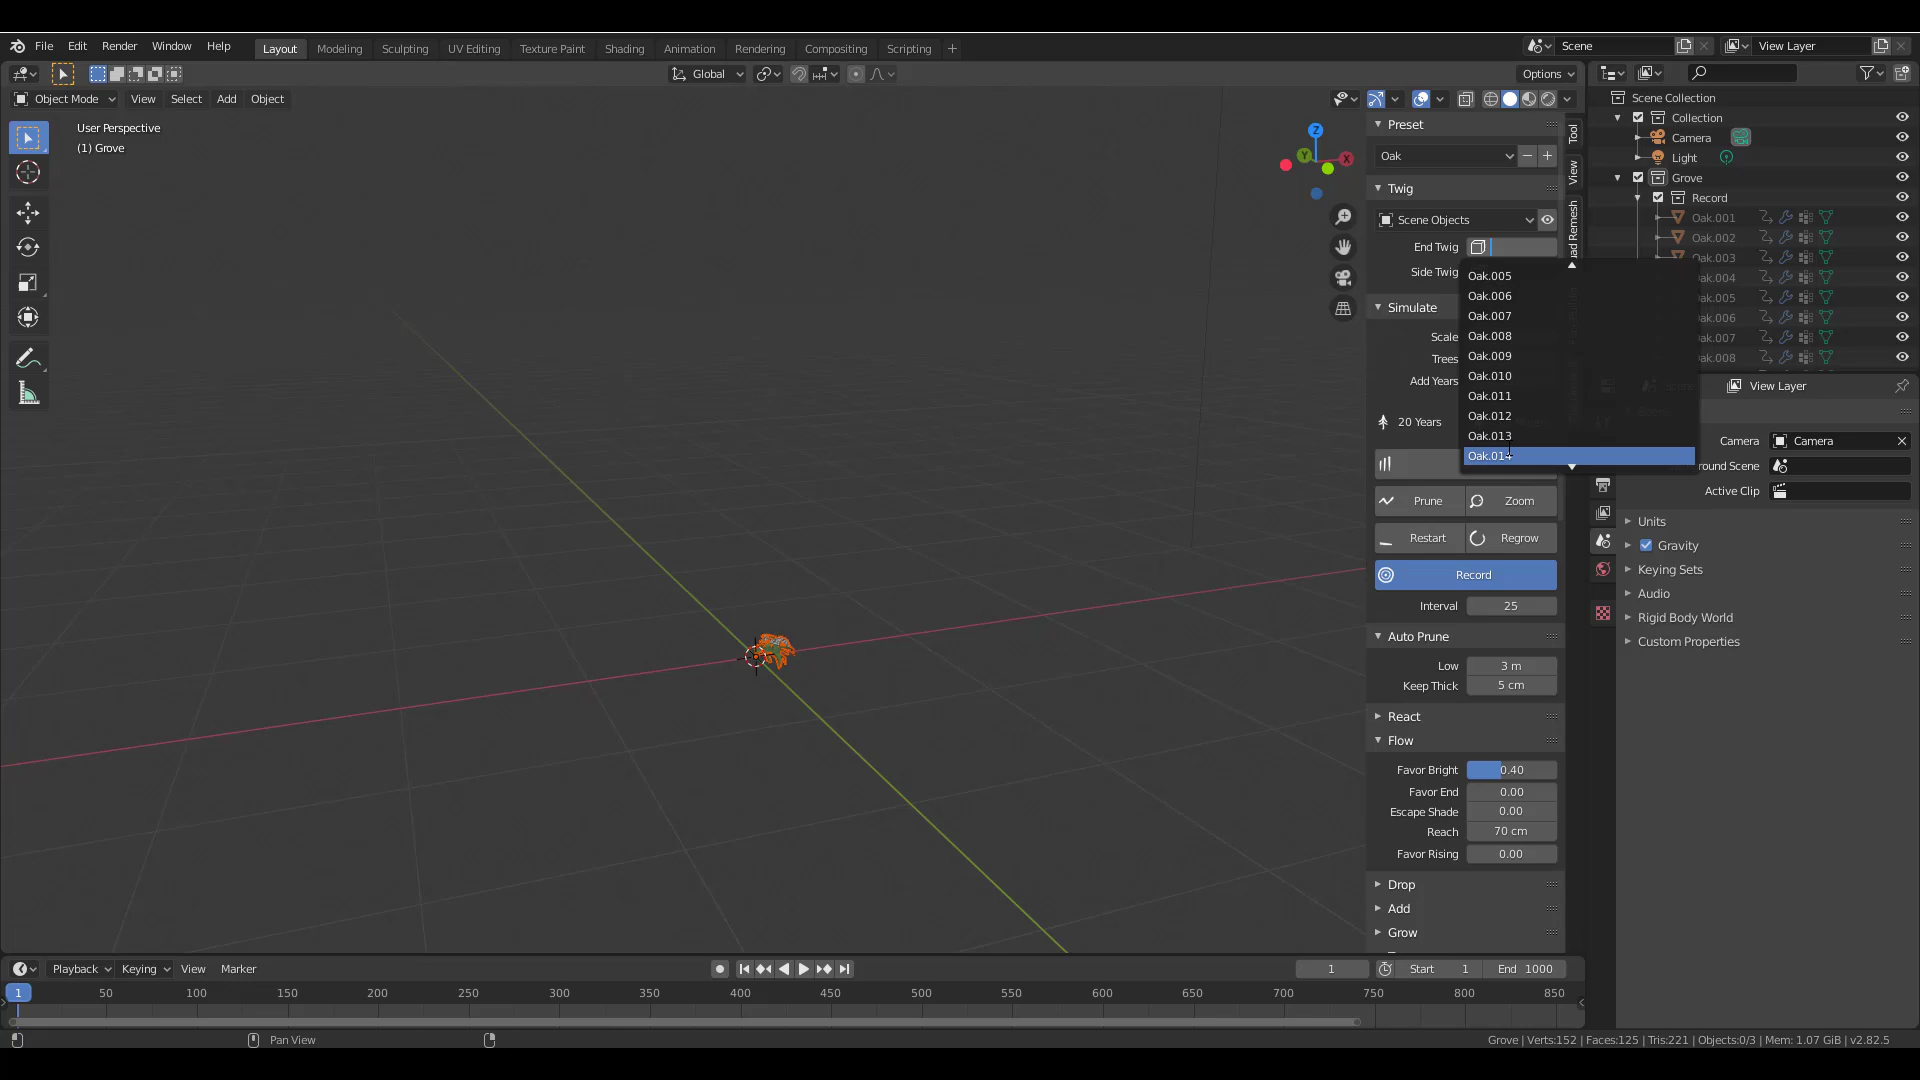 File Edit Render Window Help Layout Modeling Sculpting UV Editing Texture Paint Shading Animation Rendering Compositing Scripting Scene View Layer
Global Options
Object Mode View Select Add Object
User Perspective
(1) Grove
Z
Y
X
Preset
Oak
Twig
Scene Objects
End Twig
Side Twig
Oak.005
Oak.006
Oak.007
Oak.008
Oak.009
Oak.010
Oak.011
Oak.012
Oak.013
Oak.014
Simulate
Scale
Trees
Add Years
20 Years
Prune Zoom
Restart Regrow
Record
Interval 25
Auto Prune
Low 3 m
Keep Thick 5 cm
React
Flow
Favor Bright 0.40
Favor End 0.00
Escape Shade 0.00
Reach 70 cm
Favor Rising 0.00
Drop
Add
Grow
Tool
View
Scene Collection
Collection
Camera
Light
Grove
Record
Oak.001
Oak.002
Oak.003
ak.004
ak.005
ak.006
ak.007
ak.008
View Layer
Camera Camera
ound Scene
Active Clip
Units
Gravity
Keying Sets
Audio
Rigid Body World
Custom Properties
Playback Keying View Marker 1 Start 1 End 1000
1 50 100 150 200 250 300 350 400 450 500 550 600 650 700 750 800 850
Pan View Grove | Verts:152 | Faces:125 | Tris:221 | Objects:0/3 | Mem: 1.07 GiB | v2.82.5